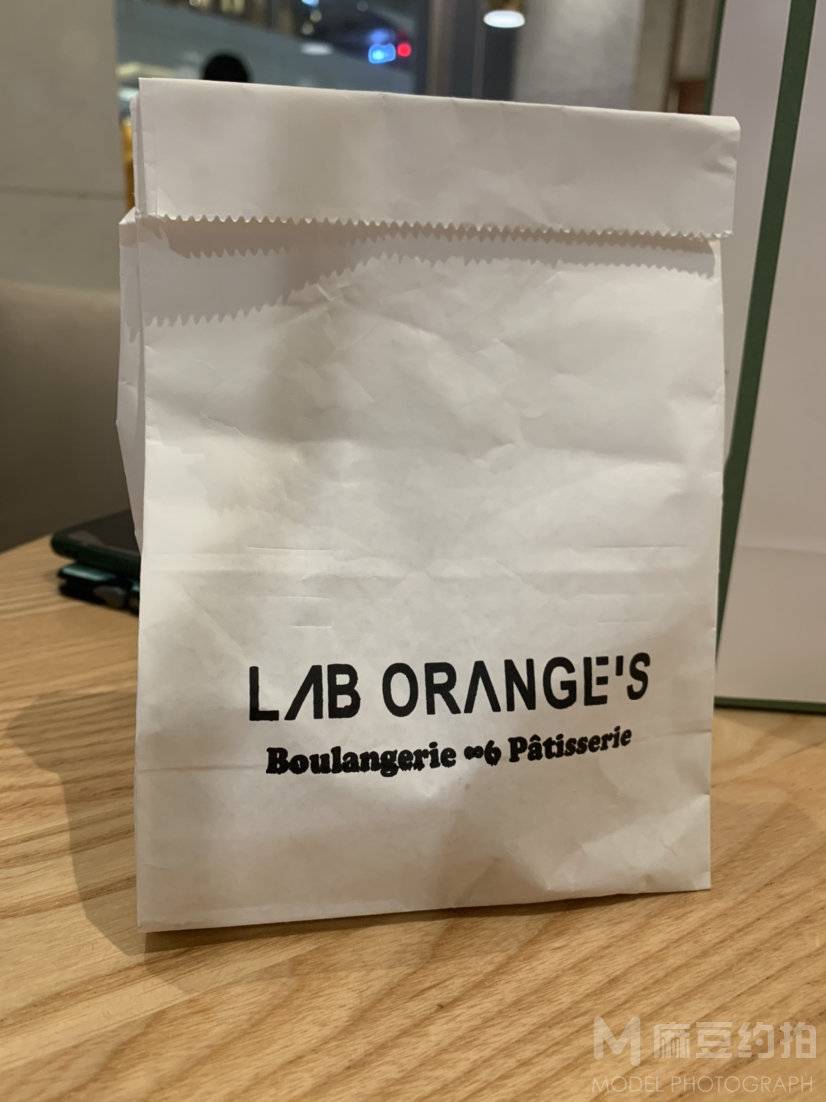 LAB ORANGE'S
Boulangerie Pâtisserie
M 麻豆约拍
MODEL PHOTOGRAPH